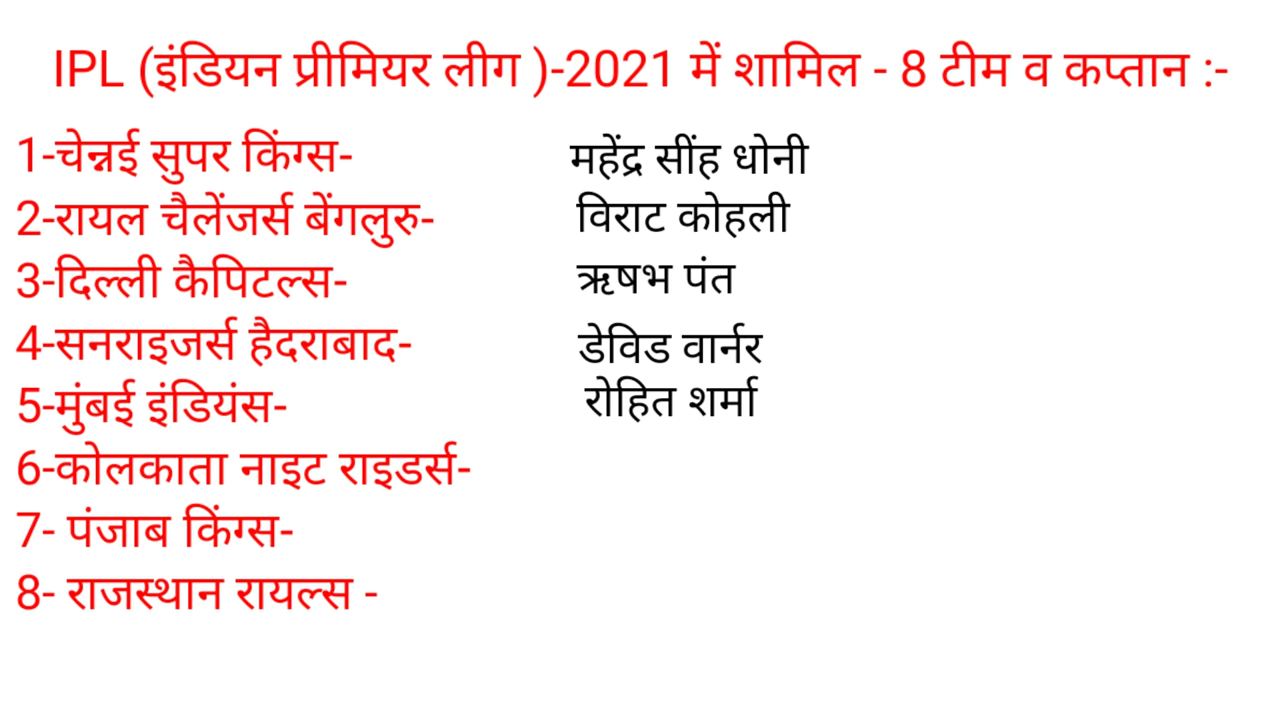 IPL (इंडियन प्रीमियर लीग )-2021 में शामिल - 8 टीम व कप्तान :-
1-चेन्नई सुपर किंग्स- महेंद्र सींह धोनी
2-रायल चैलेंजर्स बेंगलुरु- विराट कोहली
3-दिल्ली कैपिटल्स- ऋषभ पंत
4-सनराइजर्स हैदराबाद- डेविड वार्नर
5-मुंबई इंडियंस- रोहित शर्मा
6-कोलकाता नाइट राइडर्स-
7- पंजाब किंग्स-
8- राजस्थान रायल्स -